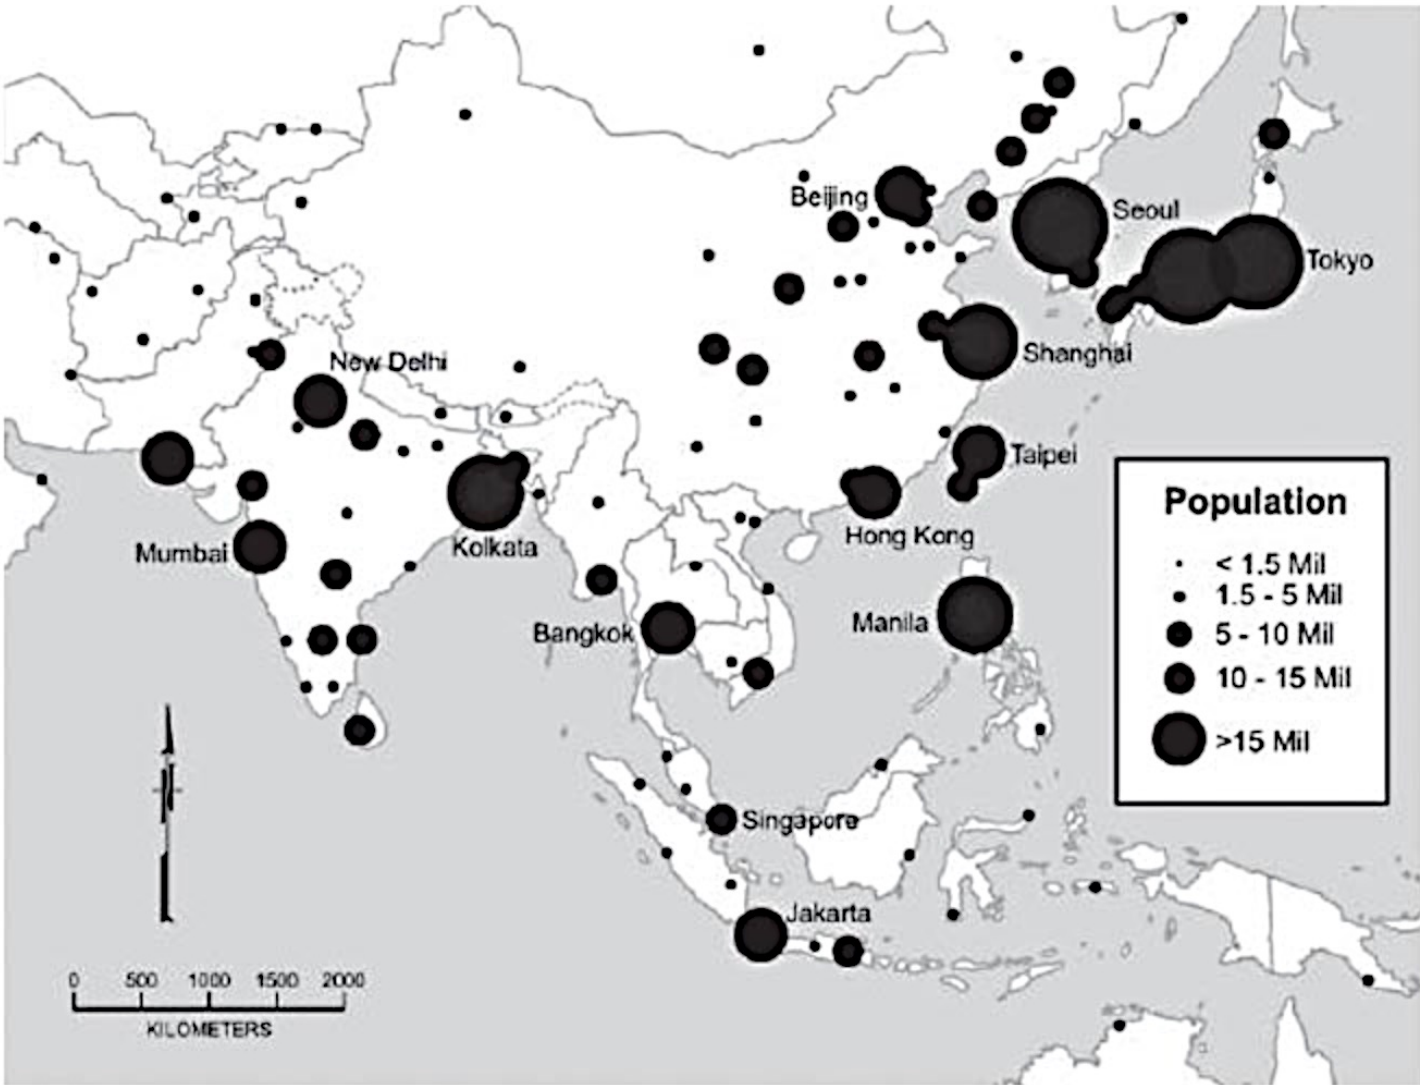 Beijing
Seoul
Tokyo
Shanghai
New Delhi
Taipei
Mumbai
Kolkata
Hong Kong
Bangkok
Manila
Singapore
Jakarta
Population
< 1.5 Mil
1.5 - 5 Mil
5 - 10 Mil
10 - 15 Mil
>15 Mil
0 500 1000 1500 2000
KILOMETERS